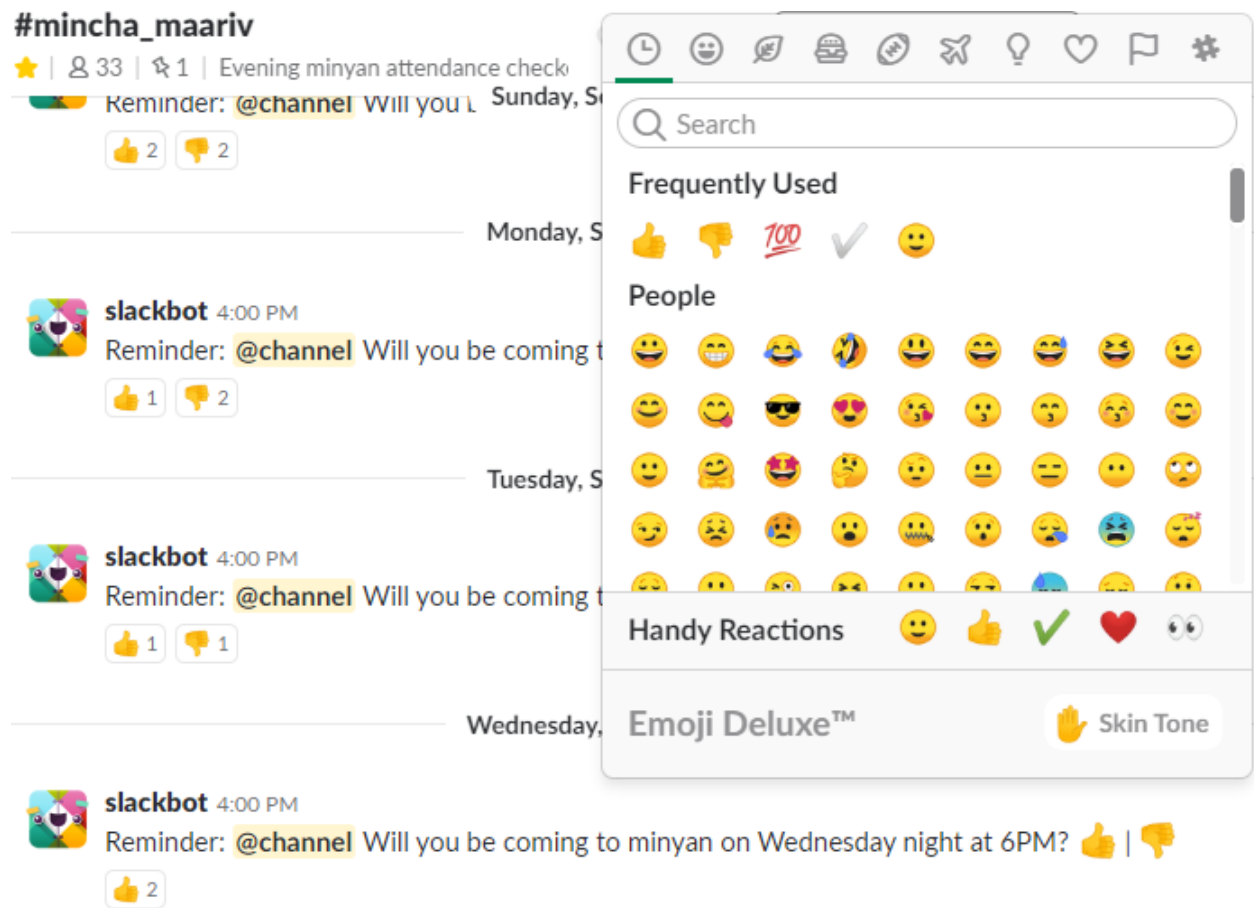 #mincha_maariv
33 | 1 | Evening minyan attendance check
Reminder: @channel Will you
Sunday,
2 2
Monday,
slackbot 4:00 PM
Reminder: @channel Will you be coming
1 2
Tuesday,
slackbot 4:00 PM
Reminder: @channel Will you be coming
1 1
Wednesday,
slackbot 4:00 PM
Reminder: @channel Will you be coming to minyan on Wednesday night at 6PM? 👍 | 👎
2
Search
Frequently Used
👍 👎 💯
People
Handy Reactions
Emoji Deluxe™
Skin Tone